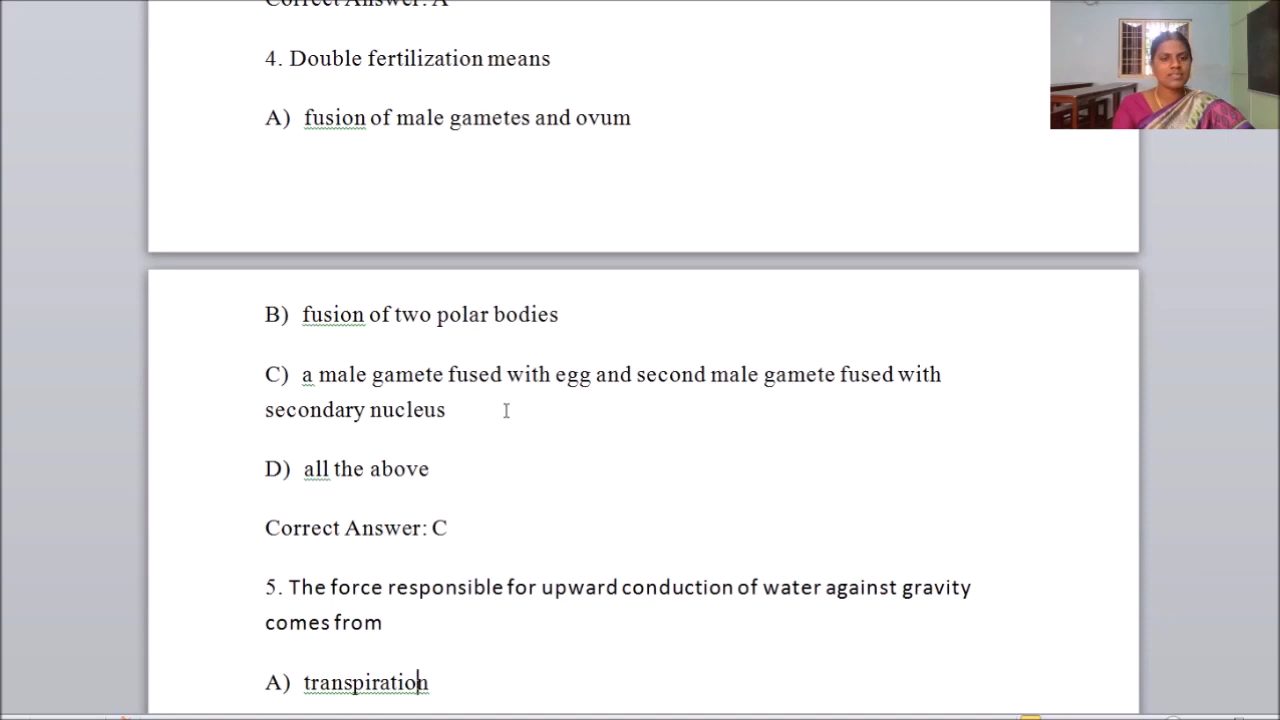 Correct Answer: A
4. Double fertilization means
A) fusion of male gametes and ovum
B) fusion of two polar bodies
C) a male gamete fused with egg and second male gamete fused with
secondary nucleus
D) all the above
Correct Answer: C
5. The force responsible for upward conduction of water against gravity
comes from
A) transpiration